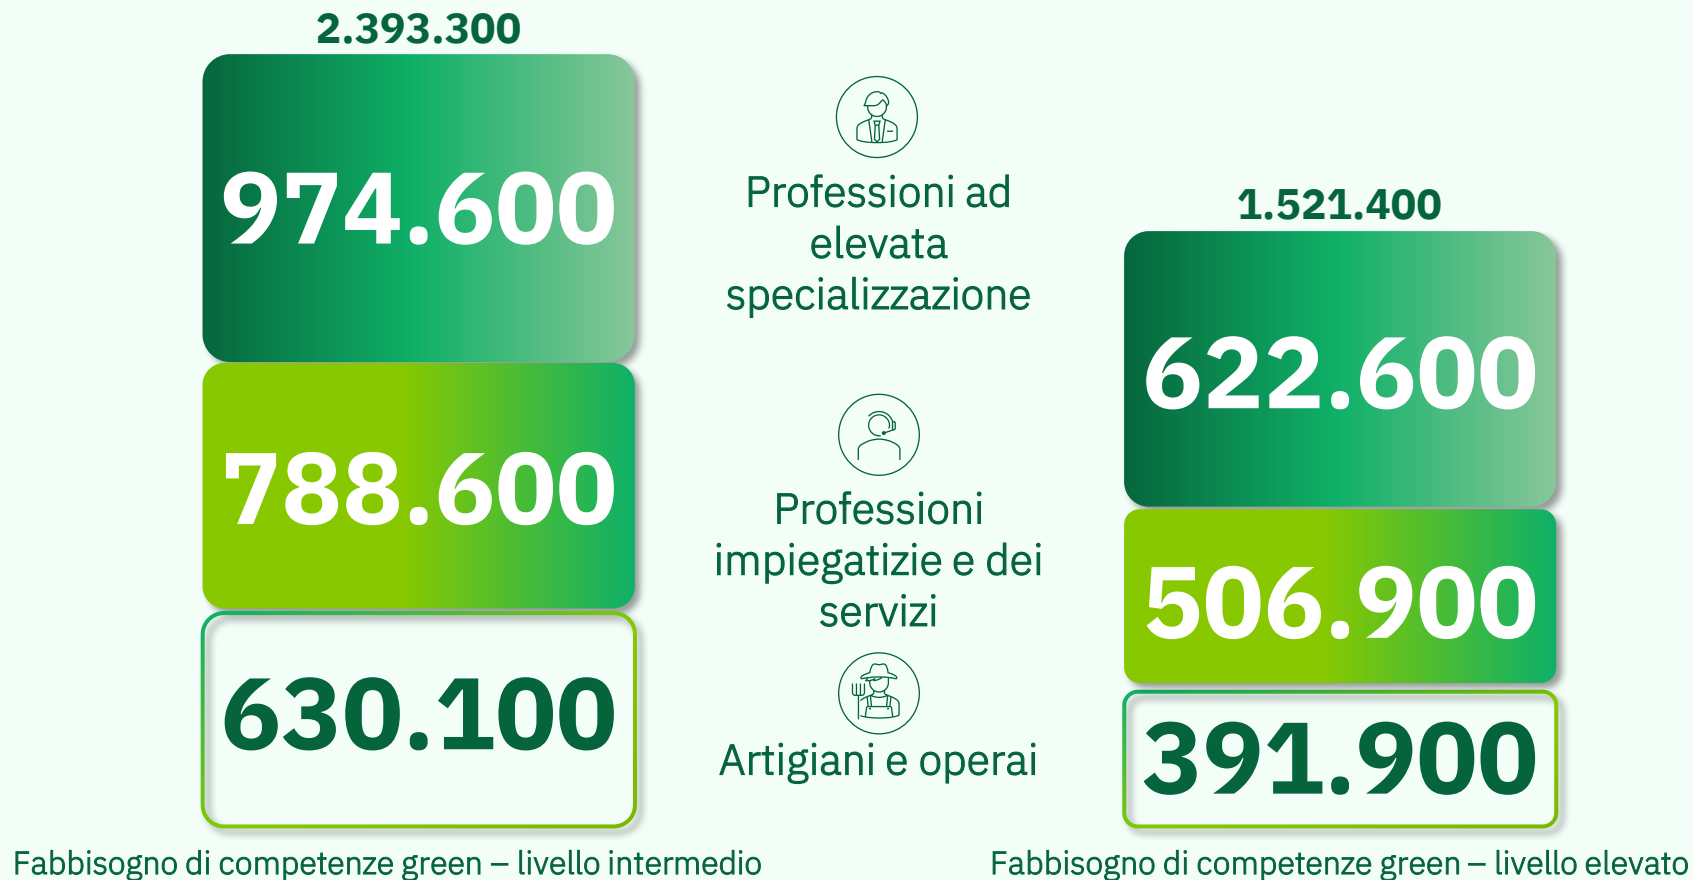 2.393.300
974.600
788.600
630.100
Fabbisogno di competenze green – livello intermedio
Professioni ad
elevata
specializzazione
Professioni
impiegatizie e dei
servizi
Artigiani e operai
1.521.400
622.600
506.900
391.900
Fabbisogno di competenze green – livello elevato